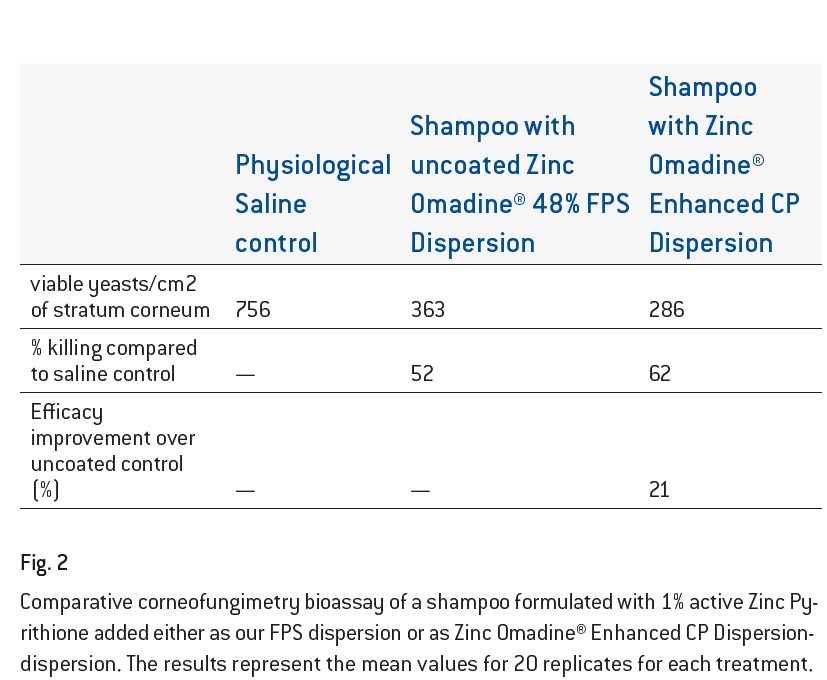 Physiological Saline control
Shampoo with uncoated Zinc Omadine® 48% FPS Dispersion
Shampoo with Zinc Omadine® Enhanced CP Dispersion
viable yeasts/cm2
of stratum corneum 756 363 286
% killing compared
to saline control — 52 62
Efficacy
improvement over
uncoated control
(%) — — 21
Fig. 2
Comparative corneofungimetry bioassay of a shampoo formulated with 1% active Zinc Py-
rithione added either as our FPS dispersion or as Zinc Omadine® Enhanced CP Dispersion-
dispersion. The results represent the mean values for 20 replicates for each treatment.